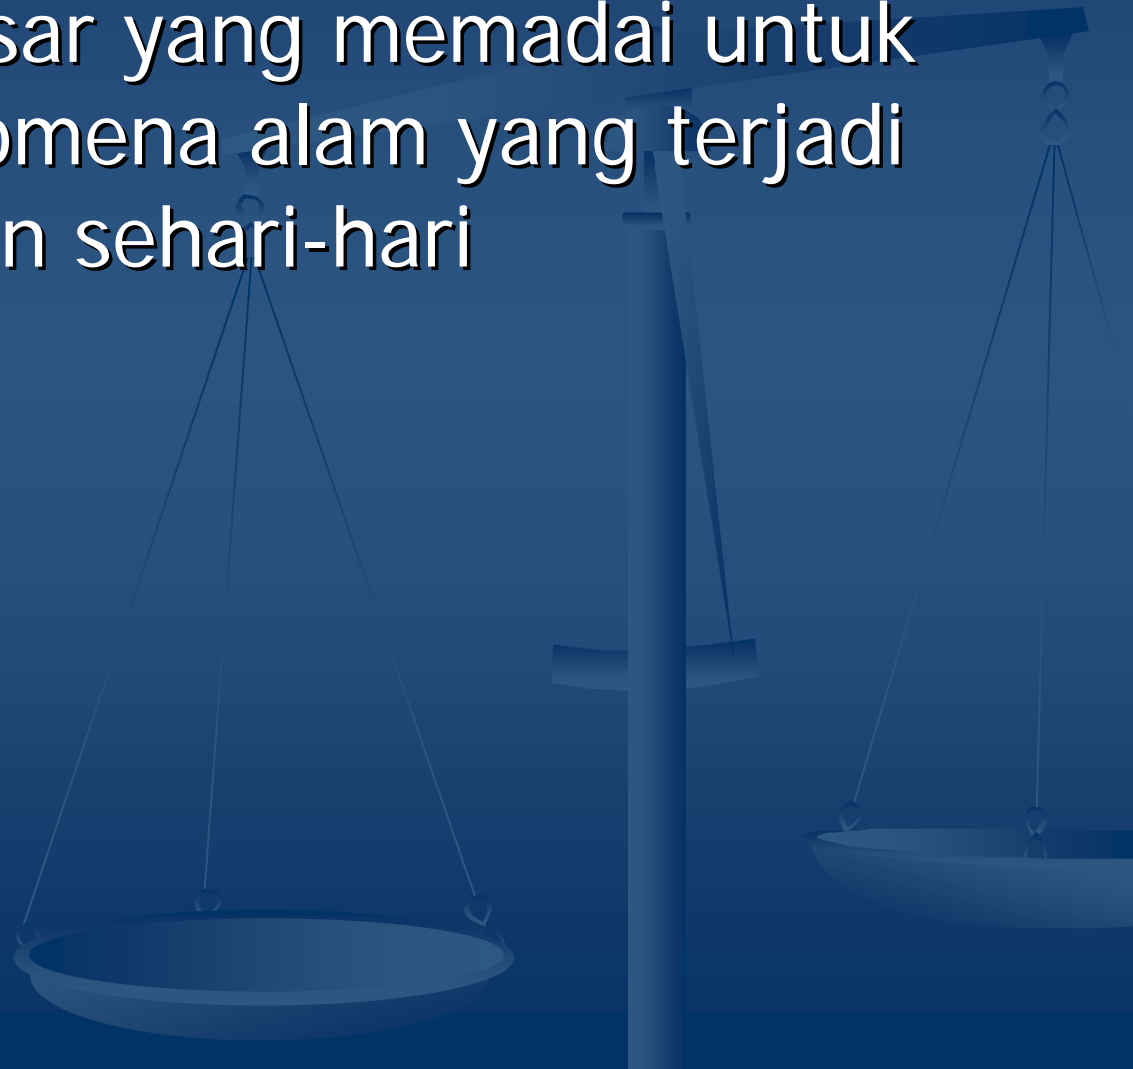 sar yang memadai untuk
omena alam yang terjadi
n sehari-hari